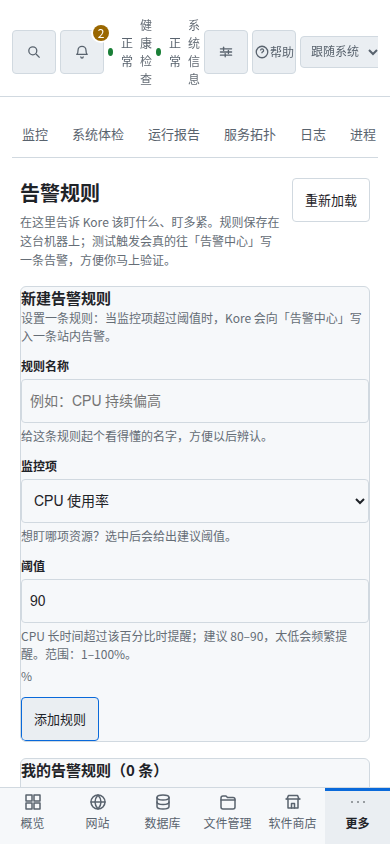 2
正常
健康检查
正常
系统信息
帮助
跟随系统
监控 系统体检 运行报告 服务拓扑 日志 进程
告警规则
重新加载
在这里告诉 Kore 该盯什么、盯多紧。规则保存在
这台机器上；测试触发会真的往「告警中心」写
一条告警，方便你马上验证。
新建告警规则
设置一条规则：当监控项超过阈值时，Kore 会向「告警中心」写
入一条站内告警。
规则名称
例如：CPU 持续偏高
给这条规则起个看得懂的名字，方便以后辨认。
监控项
CPU 使用率
想盯哪项资源？选中后会给出建议阈值。
阈值
90
CPU 长时间超过该百分比时提醒；建议 80–90，太低会频繁提
醒。范围：1–100%。
%
添加规则
我的告警规则（0 条）
概览 网站 数据库 文件管理 软件商店 更多